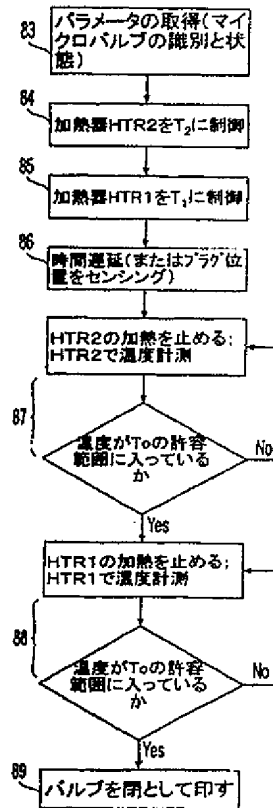 83
パラメータの取得(マイ
クロバルブの識別と状
態)
84
加熱器HTR2をT₂に制御
85
加熱器HTR1をT₁に制御
86
時間遅延(またはプラグ位
置をセンシング)
HTR2の加熱を止める;
HTR2で温度計測
87
温度がToの許容
範囲に入っている
か
No
Yes
HTR1の加熱を止める;
HTR1で温度計測
88
温度がToの許容
範囲に入っている
か
No
Yes
89
バルブを閉として印す